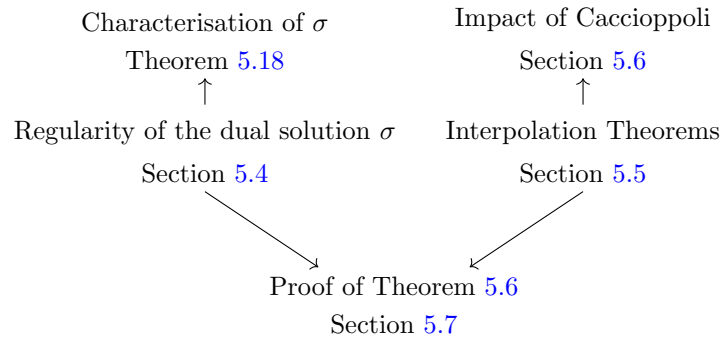 Characterisation of σ
Theorem 5.18
Impact of Caccioppoli
Section 5.6
Regularity of the dual solution σ
Section 5.4
Interpolation Theorems
Section 5.5
Proof of Theorem 5.6
Section 5.7